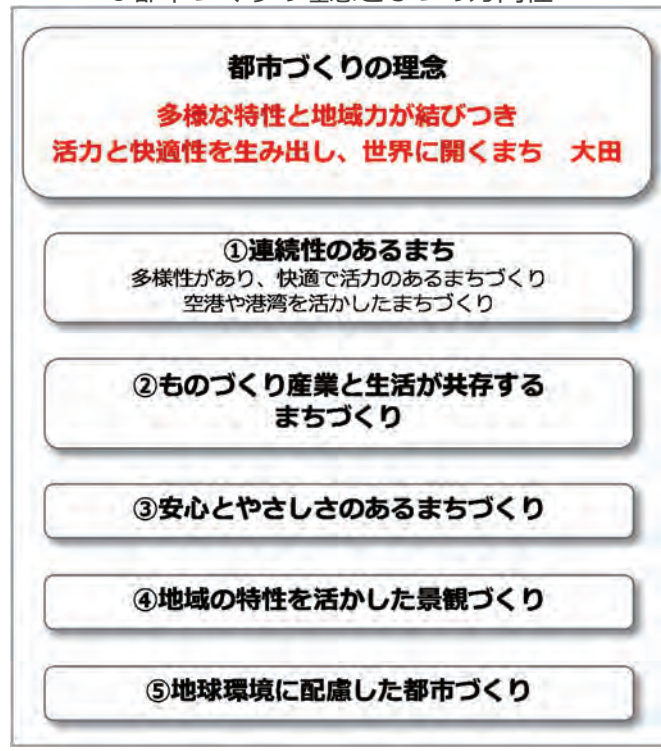 都市づくりの理念
多様な特性と地域力が結びつき
活力と快適性を生み出し、世界に開くまち 大田
①連続性のあるまち
多様性があり、快適で活力のあるまちづくり
空港や港湾を活かしたまちづくり
②ものづくり産業と生活が共存する
まちづくり
③安心とやさしさのあるまちづくり
④地域の特性を活かした景観づくり
⑤地球環境に配慮した都市づくり